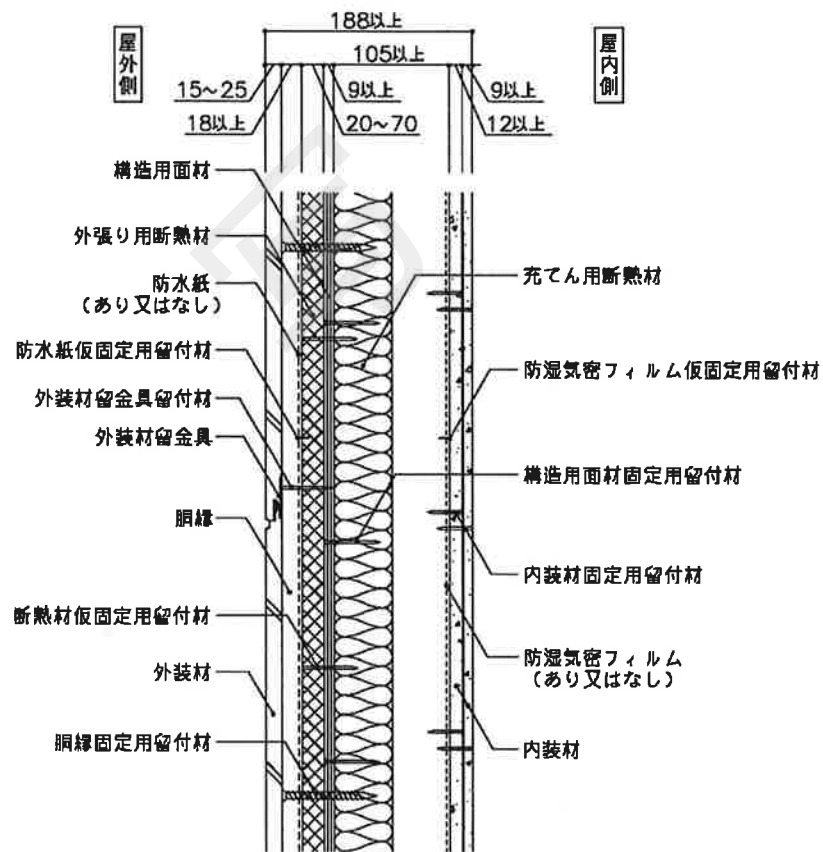 188以上
屋外側
105以上
屋内側
15～25
9以上
9以上
18以上
20～70
12以上
構造用面材
外張り用断熱材
防水紙
（あり又はなし）
防水紙仮固定用留付材
外装材留金具留付材
外装材留金具
胴縁
断熱材仮固定用留付材
外装材
胴縁固定用留付材
充てん用断熱材
防湿気密フィルム仮固定用留付材
構造用面材固定用留付材
内装材固定用留付材
防湿気密フィルム
（あり又はなし）
内装材